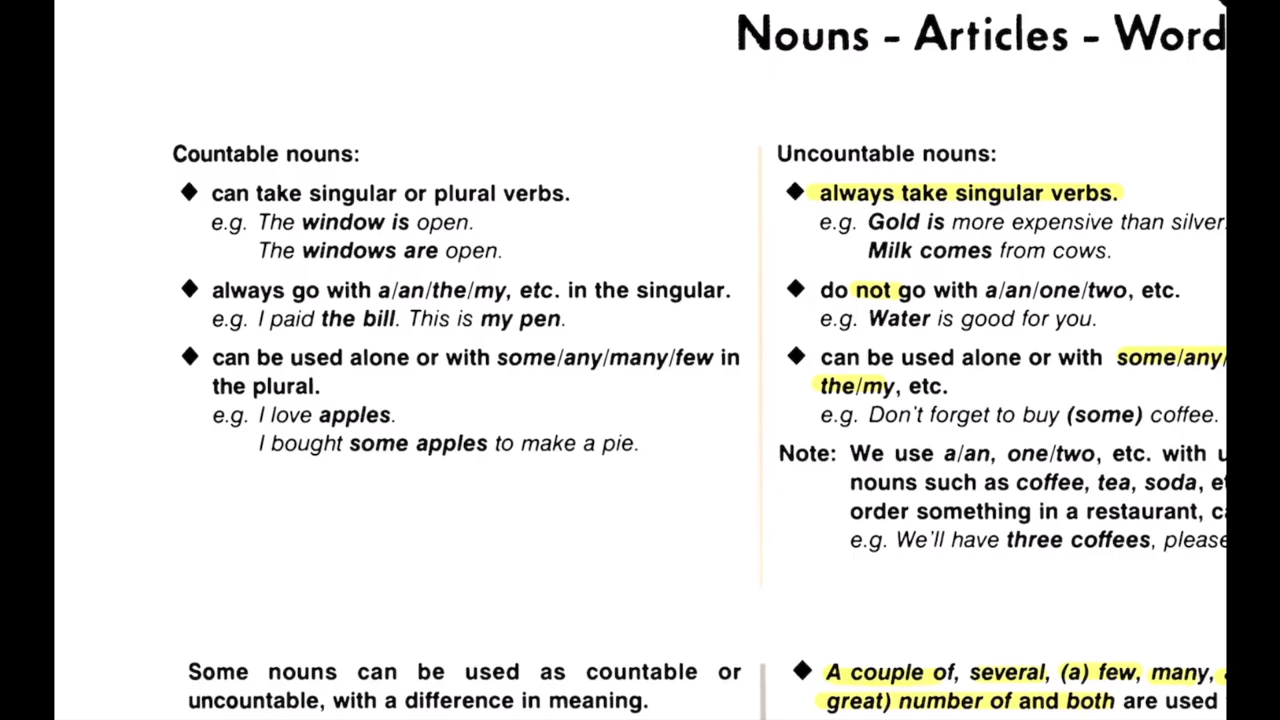 Nouns - Articles - Word
Countable nouns:
◆ can take singular or plural verbs.
e.g. The window is open.
The windows are open.
◆ always go with a/an/the/my, etc. in the singular.
e.g. I paid the bill. This is my pen.
◆ can be used alone or with some/any/many/few in
the plural.
e.g. I love apples.
I bought some apples to make a pie.
Uncountable nouns:
◆ always take singular verbs.
e.g. Gold is more expensive than silver.
Milk comes from cows.
◆ do not go with a/an/one/two, etc.
e.g. Water is good for you.
◆ can be used alone or with some/any/
the/my, etc.
e.g. Don't forget to buy (some) coffee.
Note: We use a/an, one/two, etc. with
nouns such as coffee, tea, soda,
order something in a restaurant,
e.g. We'll have three coffees, please
Some nouns can be used as countable or
uncountable, with a difference in meaning.
◆ A couple of, several, (a) few, many,
great) number of and both are used